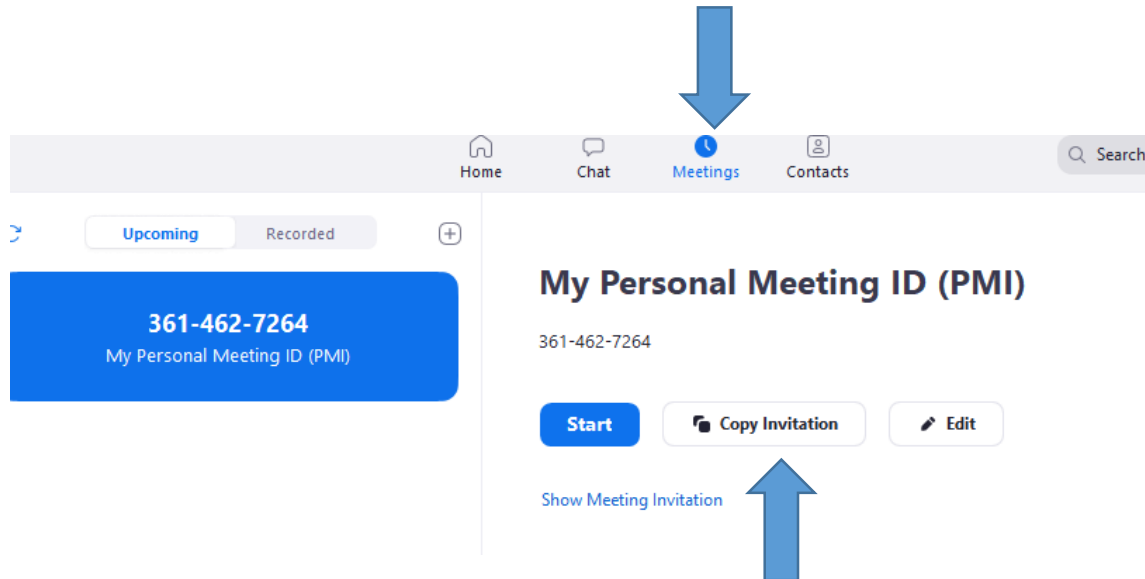 Home Chat Meetings Contacts Search
Upcoming Recorded
361-462-7264
My Personal Meeting ID (PMI)
My Personal Meeting ID (PMI)
361-462-7264
Start Copy Invitation Edit
Show Meeting Invitation